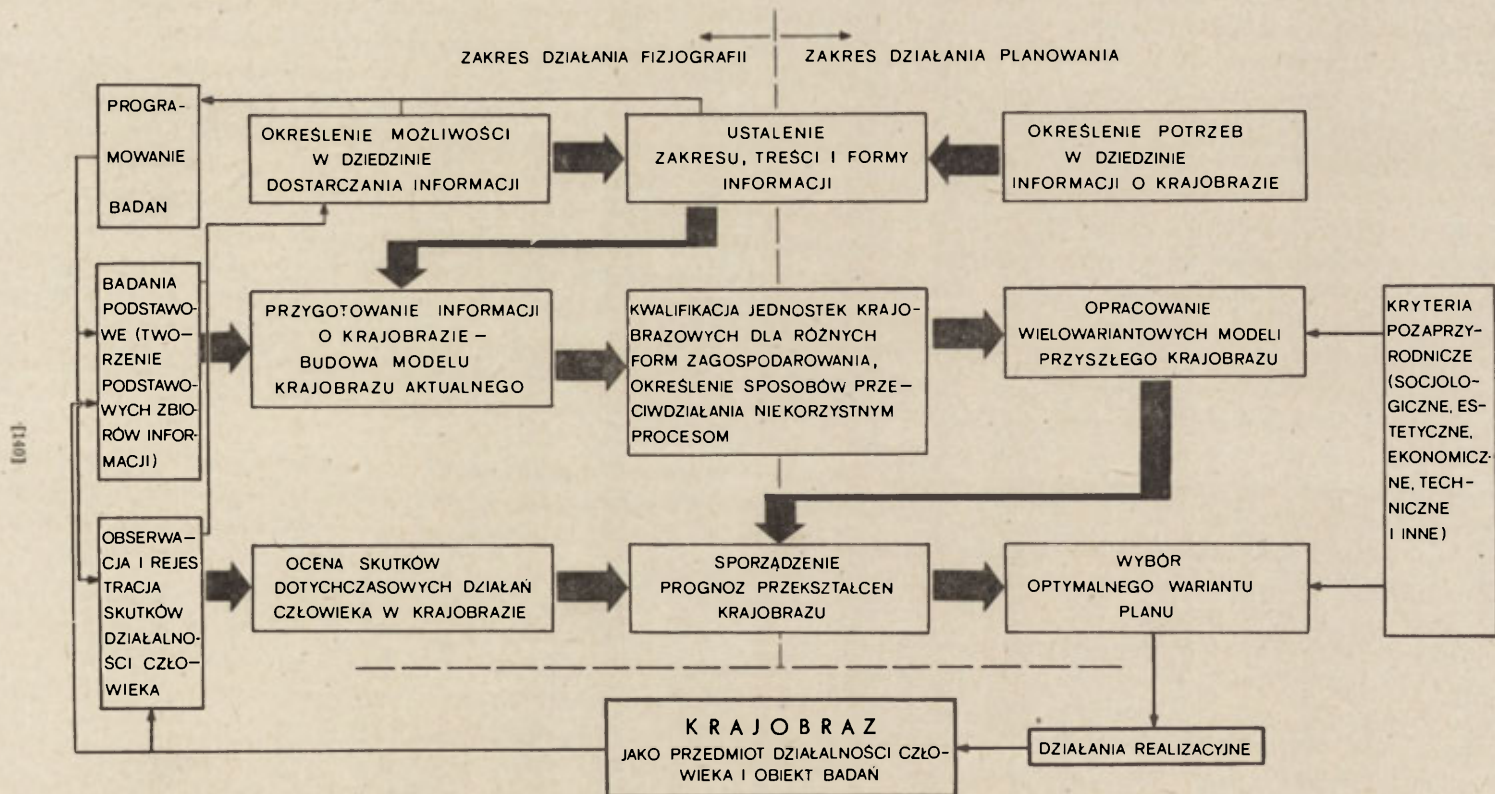 ZAKRES DZIAŁANIA FIZJOGRAFII
ZAKRES DZIAŁANIA PLANOWANIA
PROGRA-
MOWANIE
BADAN
OKREŚLENIE MOŻLIWOŚCI
W DZIEDZINIE
DOSTARCZANIA INFORMACJI
USTALENIE
ZAKRESU, TREŚCI I FORMY
INFORMACJI
OKREŚLENIE POTRZEB
W DZIEDZINIE
INFORMACJI O KRAJOBRAZIE
BADANIA
PODSTAWO-
WE (TWO-
RZENIE
PODSTAWO-
WYCH ZBIO-
RÓW INFOR-
MACJI)
PRZYGOTOWANIE INFORMACJI
O KRAJOBRAZIE —
BUDOWA MODELU
KRAJOBRAZU AKTUALNEGO
KWALIFIKACJA JEDNOSTEK KRAJO-
BRAZOWYCH DLA RÓŻNYCH
FORM ZAGOSPODAROWANIA,
OKREŚLENIE SPOSOBÓW PRZE-
CIWDZIAŁANIA NIEKORZYSTNYM
PROCESOM
OPRACOWANIE
WIELOWARIANTOWYCH MODELI
PRZYSZŁEGO KRAJOBRAZU
KRYTERIA
POZAPRZY-
RODNICZE
(SOCJOLO-
GICZNE, ES-
TETYCZNE,
EKONOMICZ-
NE, TECH-
NICZNE
I INNE)
[140]
OBSERWA-
CJA I REJES
TRACJA
SKUTKÓW
DZIAŁALNO-
ŚCI CZŁO-
WIEKA
OCENA SKUTKÓW
DOTYCHCZASOWYCH DZIAŁAŃ
CZŁOWIEKA W KRAJOBRAZIE
SPORZĄDZENIE
PROGNOZ PRZEKSZTAŁCEN
KRAJOBRAZU
WYBÓR
OPTYMALNEGO WARIANTU
PLANU
KRAJOBRAZ
JAKO PRZEDMIOT DZIAŁALNOŚCI CZŁO-
WIEKA I OBIEKT BADAŃ
DZIAŁANIA REALIZACYJNE